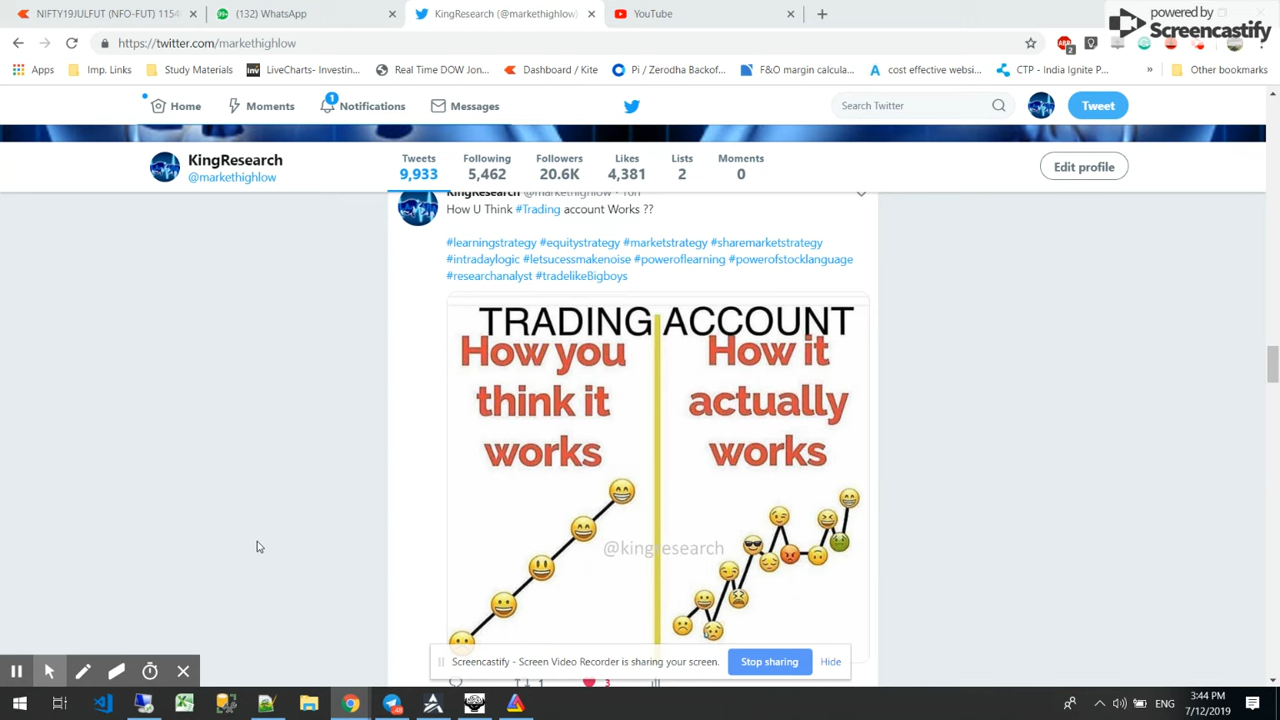 NIFTY19JULFUT (NFO-FUT) 1154
(132) WhatsApp
KingResearch (@markethighlow)
YouTube
powered by
Screencastify
https://twitter.com/markethighlow
Apps
Imp. Links
Study Materials
LiveCharts- Investin...
Real Time DOW Jon...
Dashboard / Kite
Pi / Zerodha Backof...
F&O margin calcula...
cost effective websi...
CTP - India Ignite P...
Other bookmarks
Home
Moments
1
Notifications
Messages
Search Twitter
Tweet
KingResearch
@markethighlow
Tweets
9,933
Following
5,462
Followers
20.6K
Likes
4,381
Lists
2
Moments
0
Edit profile
KingResearch @markethighlow
How U Think #Trading account Works ??
#learningstrategy #equitystrategy #marketstrategy #sharemarketstrategy
#intradaylogic #letsucessmakenoise #poweroflearning #powerofstocklanguage
#researchanalyst #tradelikeBigboys
TRADING ACCOUNT
How you
think it
works
How it
actually
works
@kingresearch
Screencastify - Screen Video Recorder is sharing your screen.
Stop sharing
Hide
1
3
ENG
3:44 PM
7/12/2019